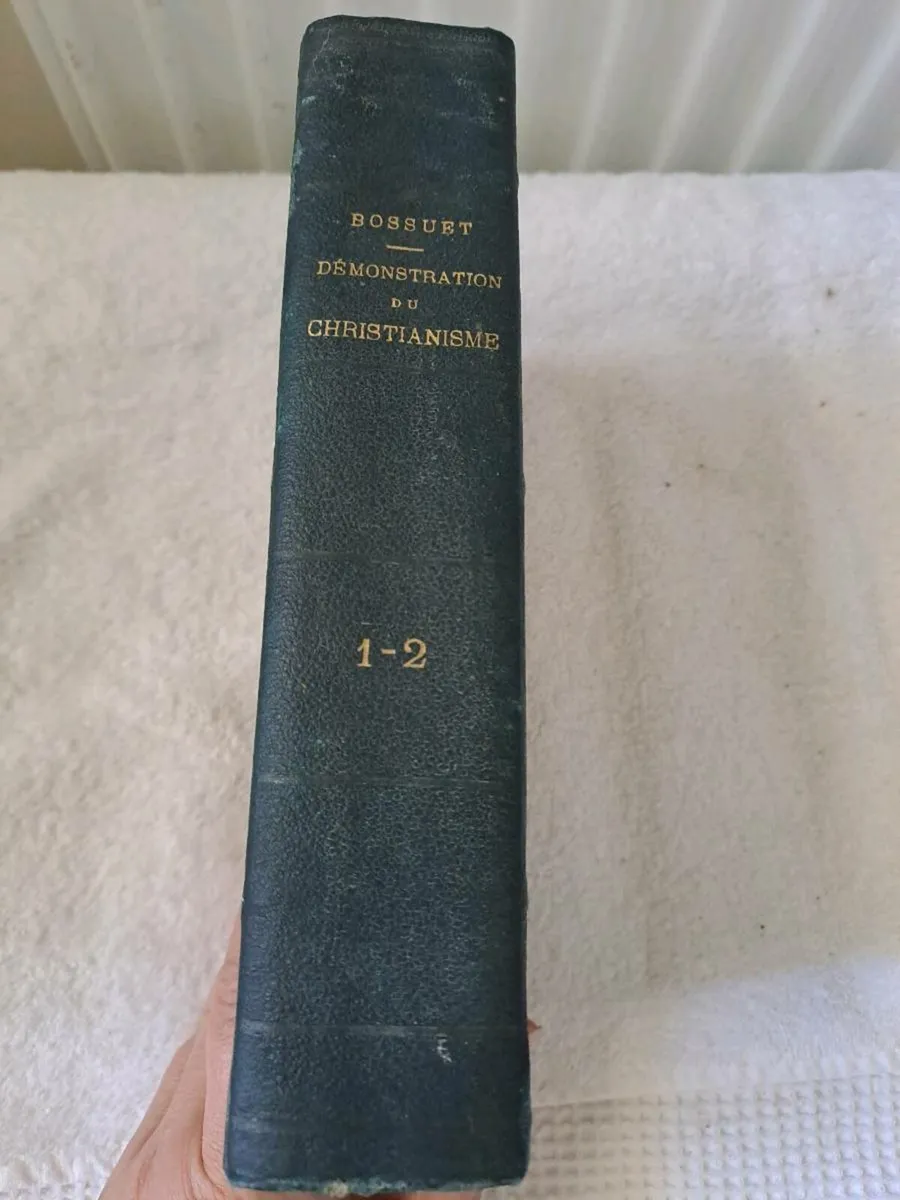 BOSSUET
DÉMONSTRATION
DU
CHRISTIANISME
1-2